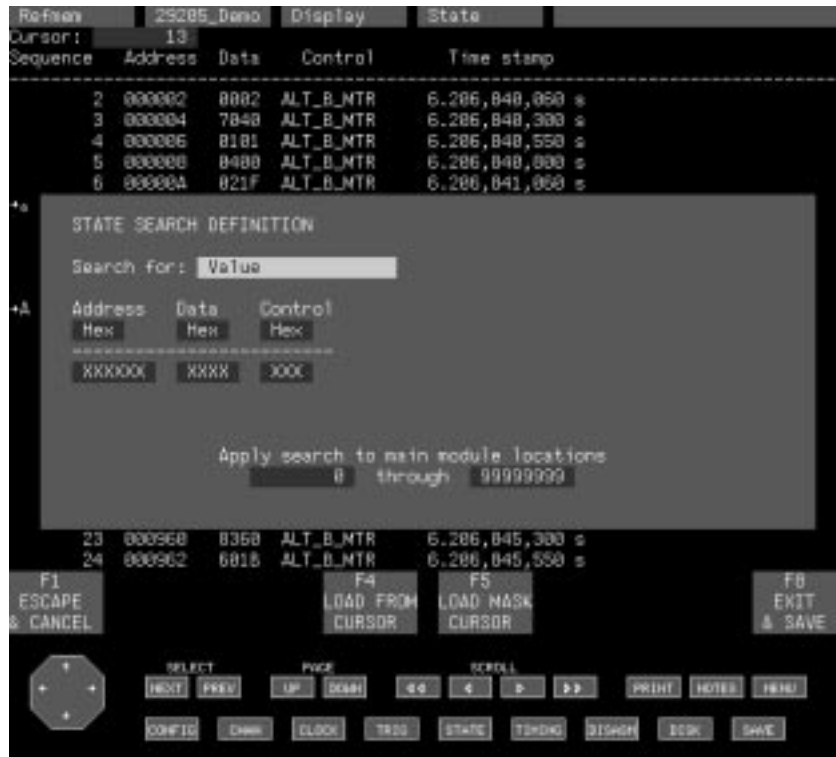 Refmem 29205_Demo Display State
Cursor: 13
Sequence Address Data Control Time stamp
2 000002 0002 ALT_B_MTR 6.206,840,060 s
3 000004 7040 ALT_B_MTR 6.206,840,300 s
4 000006 0101 ALT_B_MTR 6.206,840,550 s
5 000008 0400 ALT_B_MTR 6.206,840,800 s
6 00000A 021F ALT_B_MTR 6.206,841,060 s
STATE SEARCH DEFINITION
Search for: Value
Address Data Control
Hex Hex Hex
XXXXXX XXXX XXX
Apply search to main module locations
0 through 99999999
23 000960 8360 ALT_B_MTR 6.206,845,300 s
24 000962 601B ALT_B_MTR 6.206,845,550 s
F1 F4 F5 F8
ESCAPE LOAD FROM LOAD MASK EXIT
& CANCEL CURSOR CURSOR & SAVE
SELECT PAGE SCROLL
NEXT PREV UP DOWN PRINT NOTES MENU
CONFIG CHAN CLOCK TRIG STATE TIMING DISASM DISK SAVE